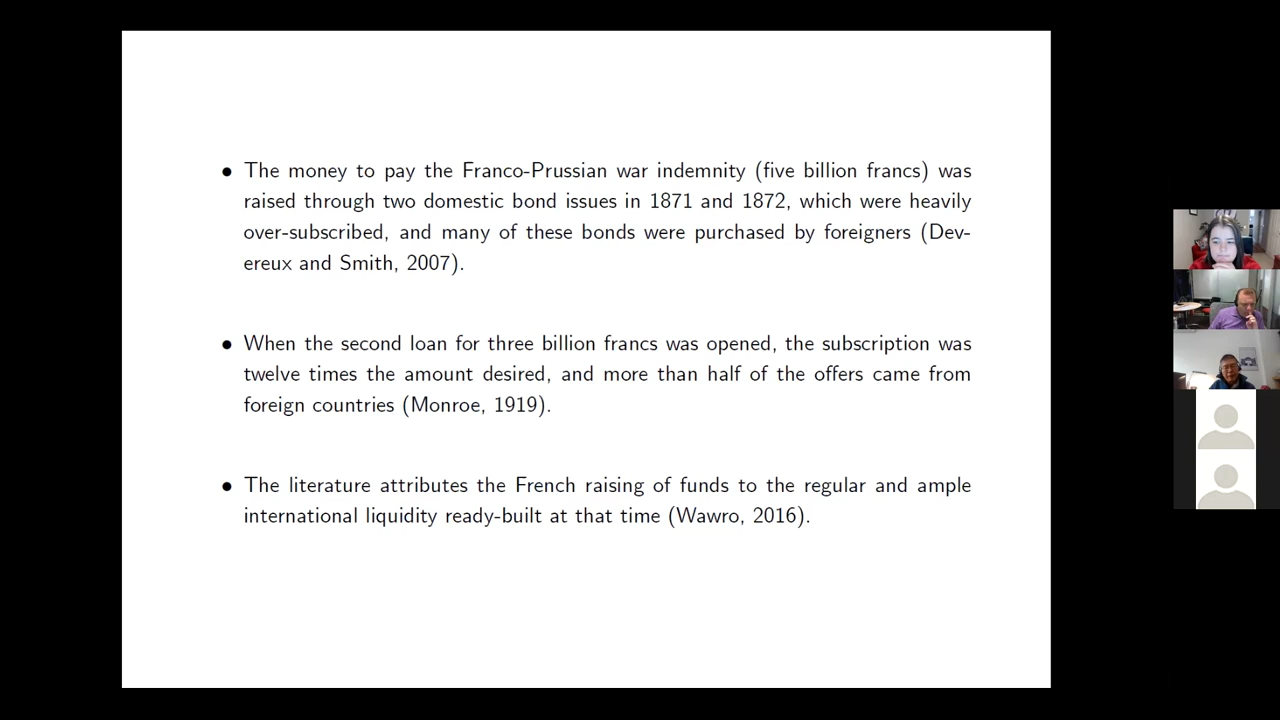 • The money to pay the Franco-Prussian war indemnity (five billion francs) was
raised through two domestic bond issues in 1871 and 1872, which were heavily
over-subscribed, and many of these bonds were purchased by foreigners (Dev-
ereux and Smith, 2007).
• When the second loan for three billion francs was opened, the subscription was
twelve times the amount desired, and more than half of the offers came from
foreign countries (Monroe, 1919).
• The literature attributes the French raising of funds to the regular and ample
international liquidity ready-built at that time (Wawro, 2016).